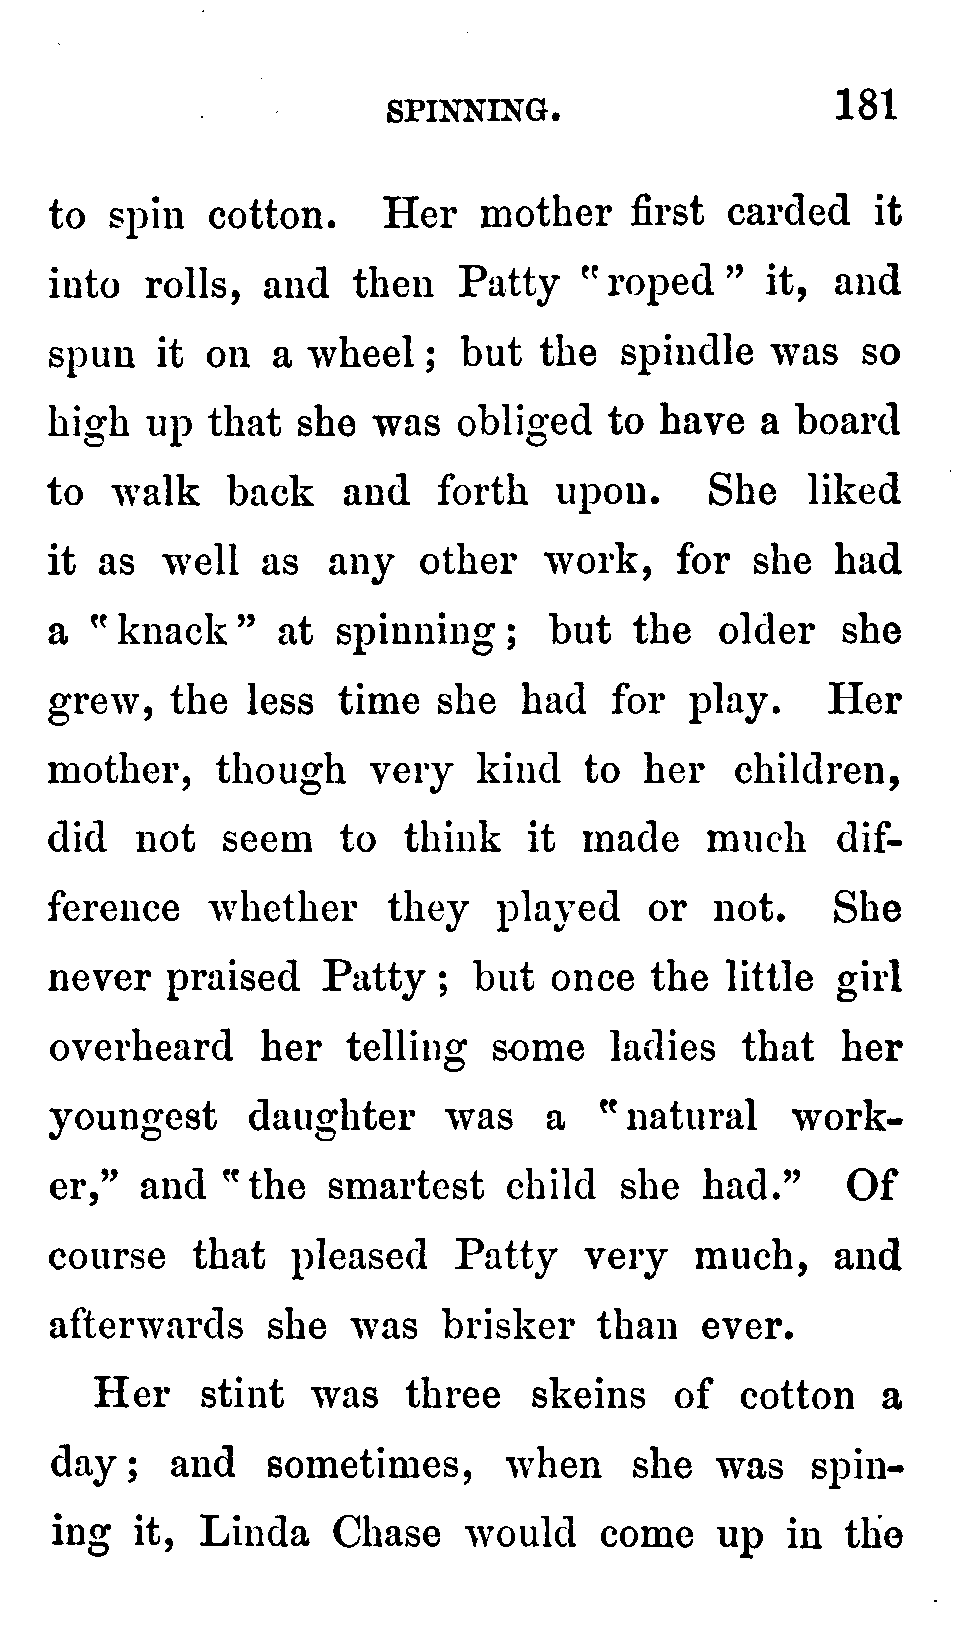 SPINNING. 181
to spin cotton. Her mother first carded it
into rolls, and then Patty "roped" it, and
spun it on a wheel; but the spindle was so
high up that she was obliged to have a board
to walk back and forth upon. She liked
it as well as any other work, for she had
a "knack" at spinning; but the older she
grew, the less time she had for play. Her
mother, though very kind to her children,
did not seem to think it made much dif-
ference whether they played or not. She
never praised Patty; but once the little girl
overheard her telling some ladies that her
youngest daughter was a "natural work-
er," and "the smartest child she had." Of
course that pleased Patty very much, and
afterwards she was brisker than ever.
Her stint was three skeins of cotton a
day; and sometimes, when she was spin-
ing it, Linda Chase would come up in the